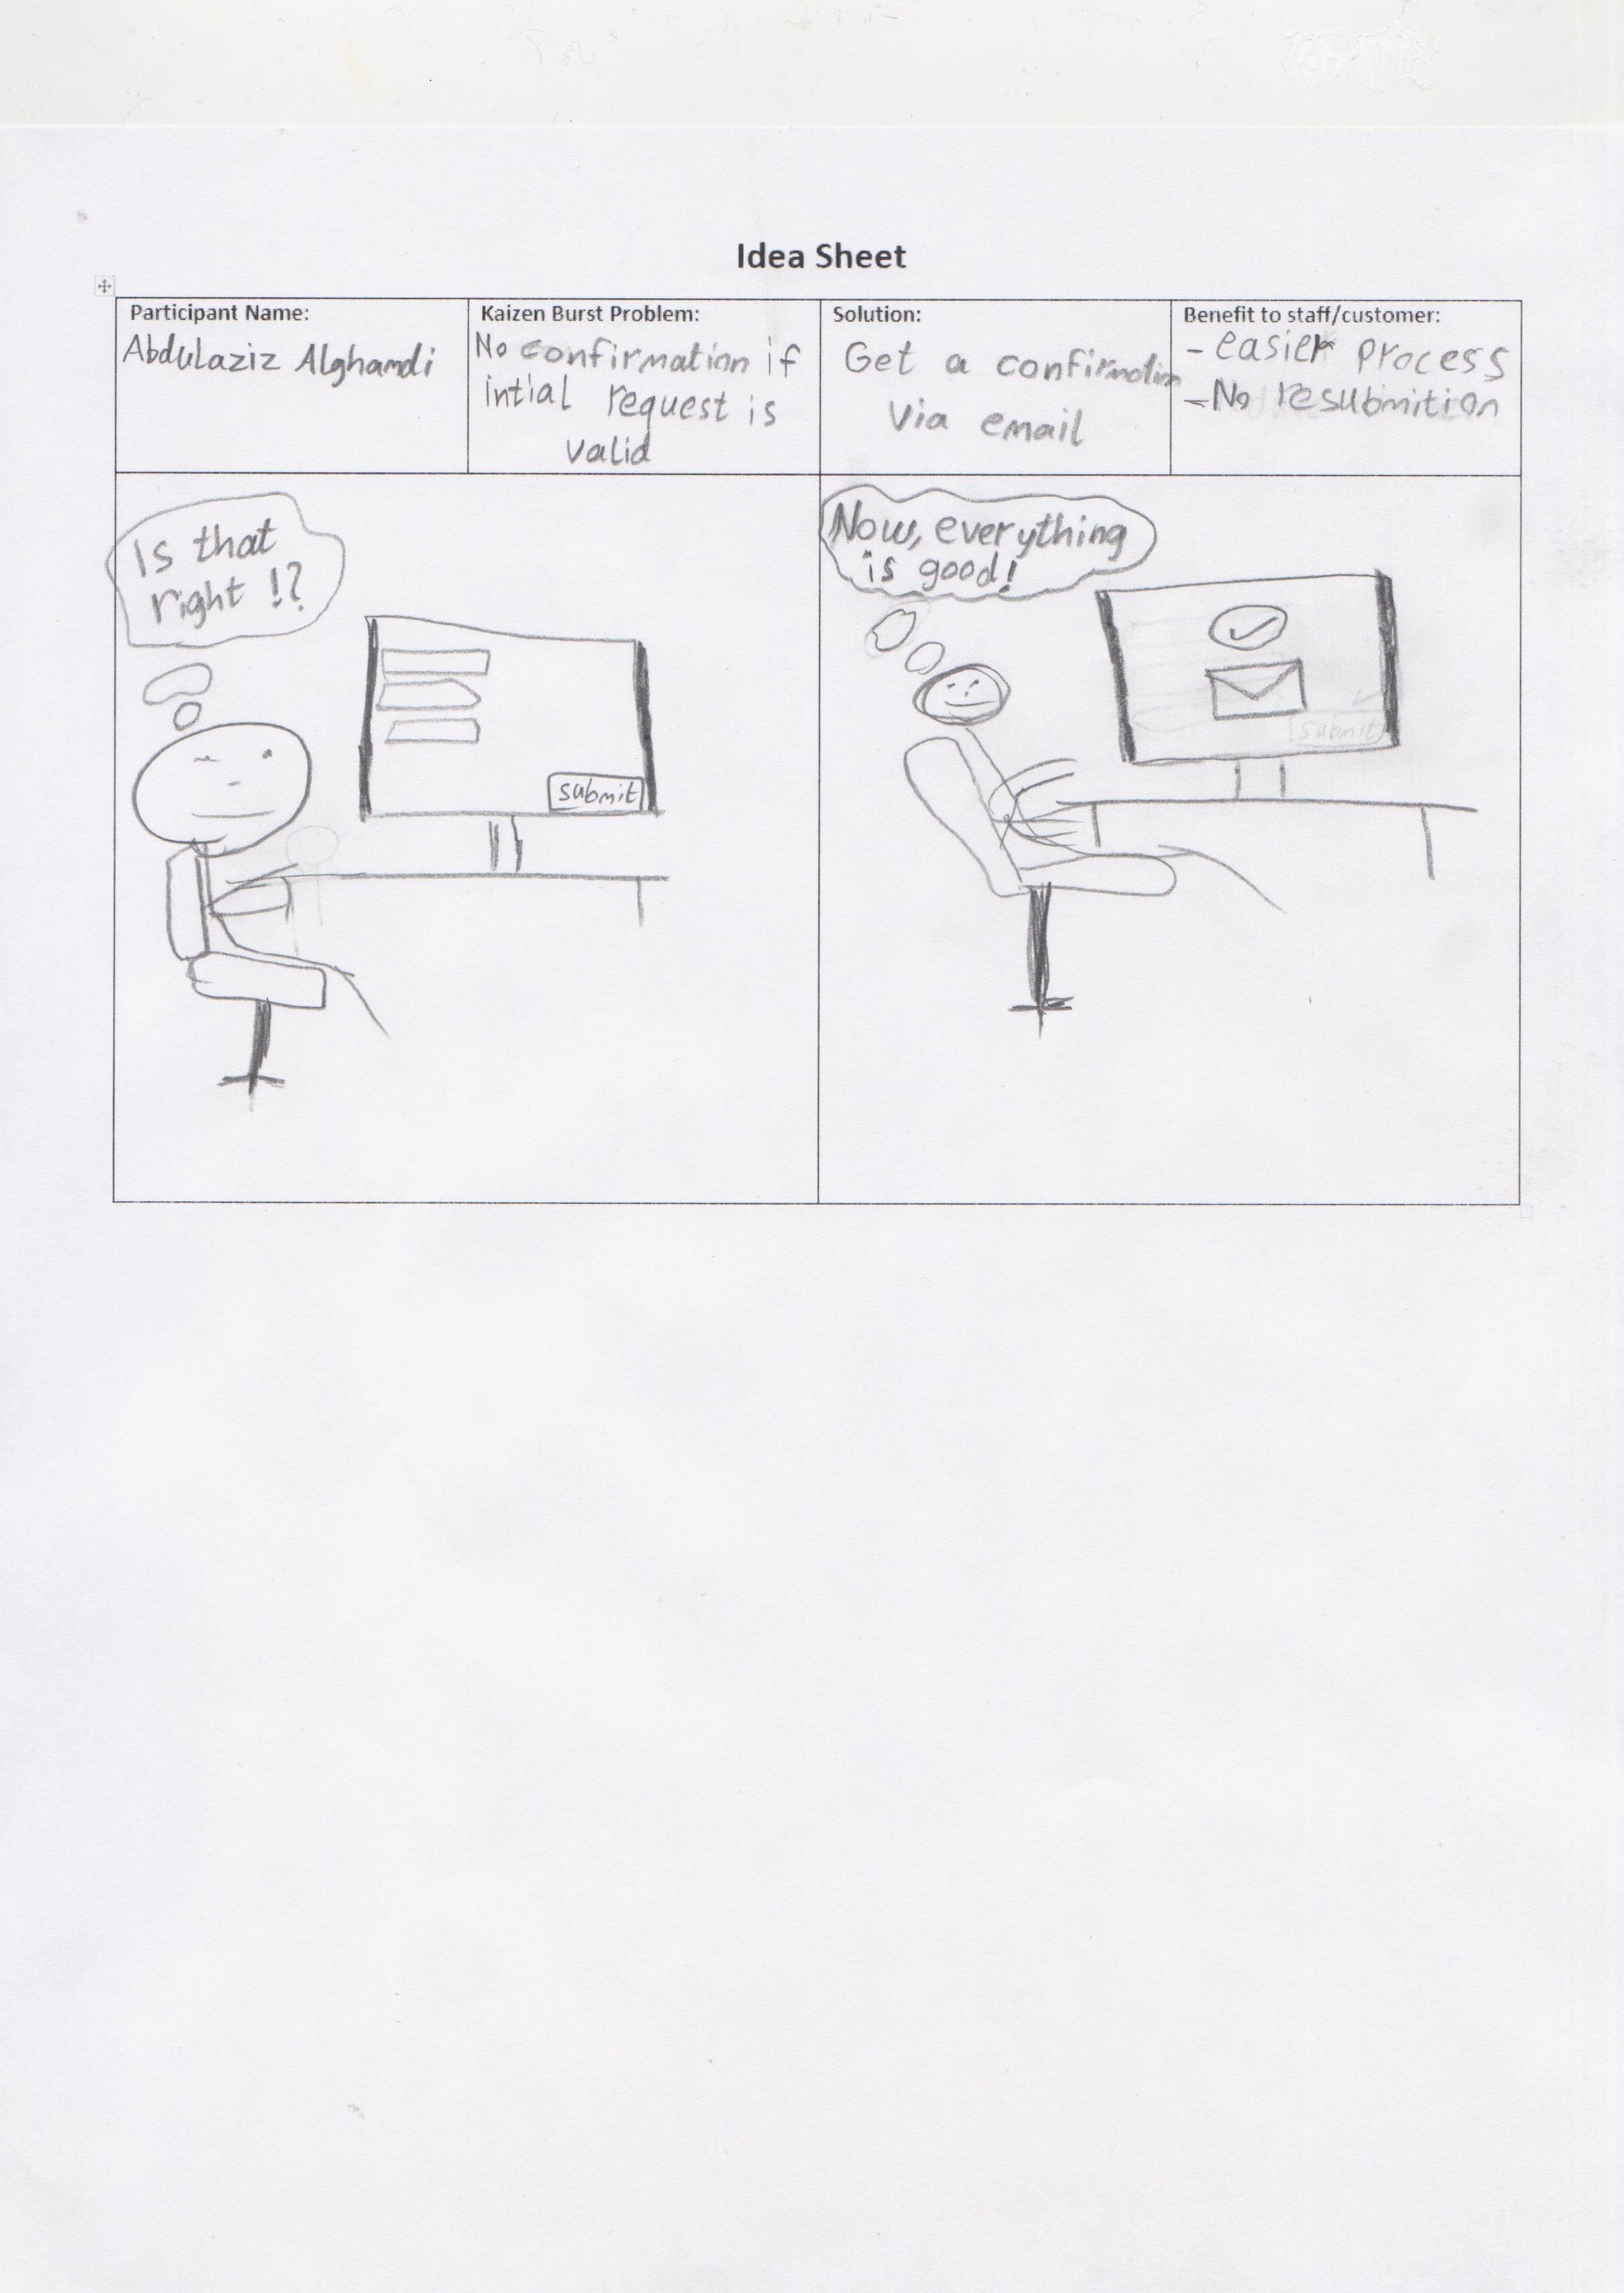 Idea Sheet
Participant Name:
Abdulaziz Alghamdi
Kaizen Burst Problem:
No confirmation if
intial request is
valid
Solution:
Get a confirmation
Via email
Benefit to staff/customer:
- easier process
- No resubmition
Is that
right !?
submit
Now, everything
is good!
submit